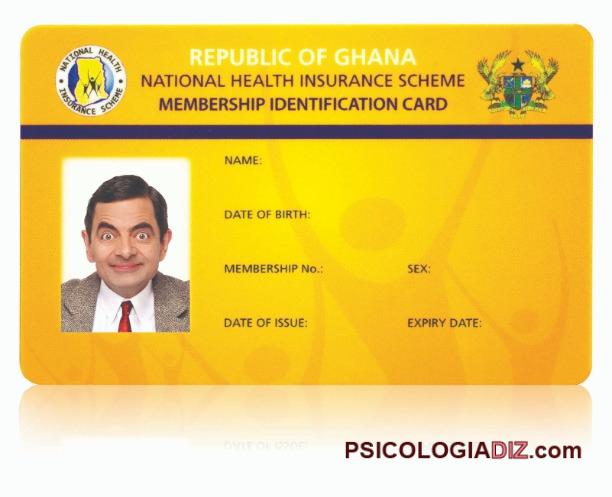 NATIONAL HEALTH
INSURANCE SCHEME
REPUBLIC OF GHANA
NATIONAL HEALTH INSURANCE SCHEME
MEMBERSHIP IDENTIFICATION CARD
NAME:
DATE OF BIRTH:
MEMBERSHIP No.: SEX:
DATE OF ISSUE: EXPIRY DATE:
PSICOLOGIADIZ.com